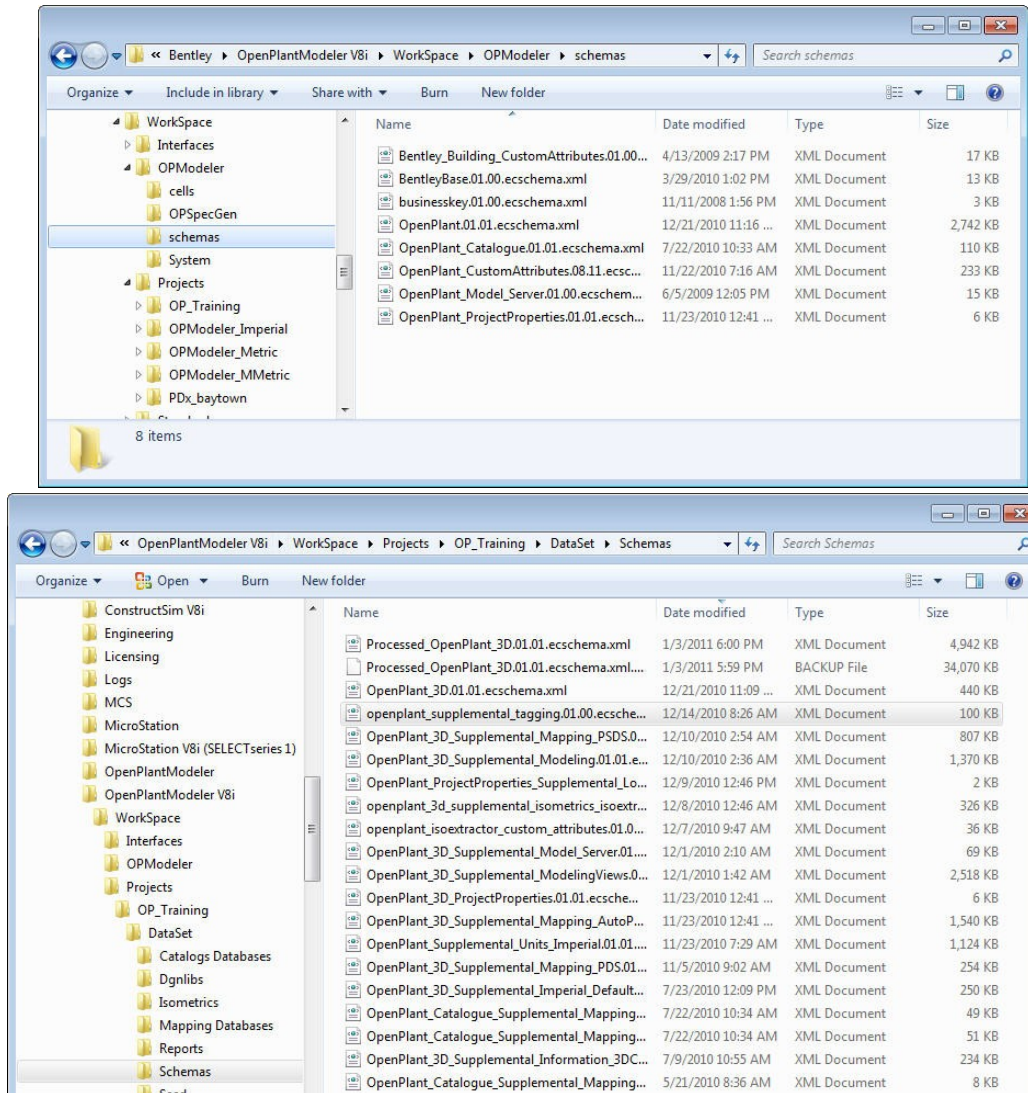 « Bentley ▸ OpenPlantModeler V8i ▸ WorkSpace ▸ OPModeler ▸ schemas Search schemas
Organize Include in library Share with Burn New folder
WorkSpace
Interfaces
OPModeler
cells
OPSpecGen
schemas
System
Projects
OP_Training
OPModeler_Imperial
OPModeler_Metric
OPModeler_MMetric
PDx_baytown
Name Date modified Type Size
Bentley_Building_CustomAttributes.01.00... 4/13/2009 2:17 PM XML Document 17 KB
BentleyBase.01.00.ecschema.xml 3/29/2010 1:02 PM XML Document 13 KB
businesskey.01.00.ecschema.xml 11/11/2008 1:56 PM XML Document 3 KB
OpenPlant.01.01.ecschema.xml 12/21/2010 11:16 ... XML Document 2,742 KB
OpenPlant_Catalogue.01.01.ecschema.xml 7/22/2010 10:33 AM XML Document 110 KB
OpenPlant_CustomAttributes.08.11.ecsc... 11/22/2010 7:16 AM XML Document 233 KB
OpenPlant_Model_Server.01.00.ecschem... 6/5/2009 12:05 PM XML Document 15 KB
OpenPlant_ProjectProperties.01.01.ecsch... 11/23/2010 12:41 ... XML Document 6 KB
8 items
« OpenPlantModeler V8i ▸ WorkSpace ▸ Projects ▸ OP_Training ▸ DataSet ▸ Schemas Search Schemas
Organize Open Burn New folder
ConstructSim V8i
Engineering
Licensing
Logs
MCS
MicroStation
MicroStation V8i (SELECTseries 1)
OpenPlantModeler
OpenPlantModeler V8i
WorkSpace
Interfaces
OPModeler
Projects
OP_Training
DataSet
Catalogs Databases
Dgnlibs
Isometrics
Mapping Databases
Reports
Schemas
Name Date modified Type Size
Processed_OpenPlant_3D.01.01.ecschema.xml 1/3/2011 6:00 PM XML Document 4,942 KB
Processed_OpenPlant_3D.01.01.ecschema.xml.... 1/3/2011 5:59 PM BACKUP File 34,070 KB
OpenPlant_3D.01.01.ecschema.xml 12/21/2010 11:09 ... XML Document 440 KB
openplant_supplemental_tagging.01.00.ecsche... 12/14/2010 8:26 AM XML Document 100 KB
OpenPlant_3D_Supplemental_Mapping_PSDS.0... 12/10/2010 2:54 AM XML Document 807 KB
OpenPlant_3D_Supplemental_Modeling.01.01.e... 12/10/2010 2:36 AM XML Document 1,370 KB
OpenPlant_ProjectProperties_Supplemental_Lo... 12/9/2010 12:46 PM XML Document 2 KB
openplant_3d_supplemental_isometrics_isoextr... 12/8/2010 12:46 AM XML Document 326 KB
openplant_isoextractor_custom_attributes.01.0... 12/7/2010 9:47 AM XML Document 36 KB
OpenPlant_3D_Supplemental_Model_Server.01.... 12/1/2010 2:10 AM XML Document 69 KB
OpenPlant_3D_Supplemental_ModelingViews.0... 12/1/2010 1:42 AM XML Document 2,518 KB
OpenPlant_3D_ProjectProperties.01.01.ecsche... 11/23/2010 12:41 ... XML Document 6 KB
OpenPlant_3D_Supplemental_Mapping_AutoP... 11/23/2010 12:41 ... XML Document 1,540 KB
OpenPlant_Supplemental_Units_Imperial.01.01.... 11/23/2010 7:29 AM XML Document 1,124 KB
OpenPlant_3D_Supplemental_Mapping_PDS.01... 11/5/2010 9:02 AM XML Document 254 KB
OpenPlant_3D_Supplemental_Imperial_Default... 7/23/2010 12:09 PM XML Document 250 KB
OpenPlant_Catalogue_Supplemental_Mapping... 7/22/2010 10:34 AM XML Document 49 KB
OpenPlant_Catalogue_Supplemental_Mapping... 7/22/2010 10:34 AM XML Document 51 KB
OpenPlant_3D_Supplemental_Information_3DC... 7/9/2010 10:55 AM XML Document 234 KB
OpenPlant_Catalogue_Supplemental_Mapping... 5/21/2010 8:36 AM XML Document 8 KB